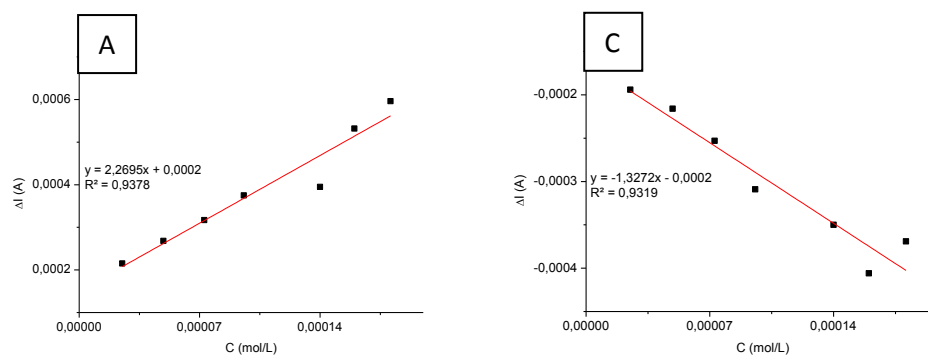 A
0,0006
0,0004
0,0002
ΔI (A)
y = 2,2695x + 0,0002
R² = 0,9378
0,00000
0,00007
0,00014
C (mol/L)
C
-0,0002
-0,0003
-0,0004
ΔI (A)
y = -1,3272x - 0,0002
R² = 0,9319
0,00000
0,00007
0,00014
C (mol/L)